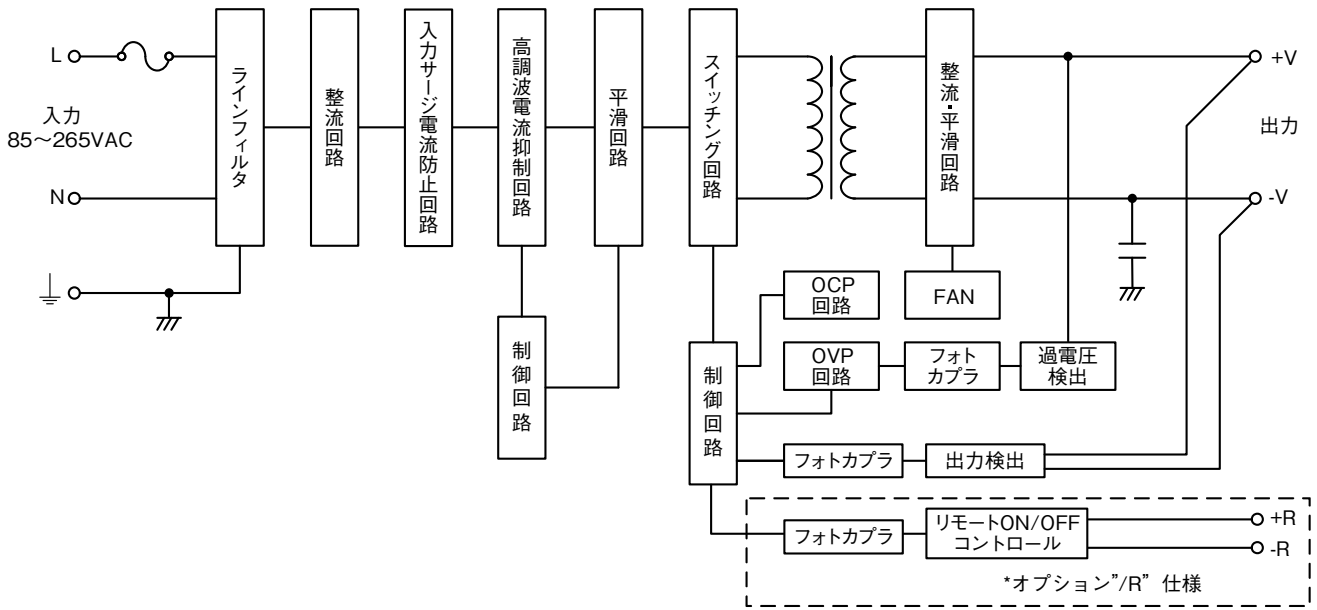 L
入力
85～265VAC
N
ラインフィルタ
整流回路
入力サージ電流防止回路
高調波電流抑制回路
平滑回路
スイッチング回路
整流・平滑回路
+V
出力
-V
制御回路
制御回路
OCP
回路
FAN
OVP
回路
フォト
カプラ
過電圧
検出
フォトカプラ
出力検出
フォトカプラ
リモートON/OFF
コントロール
+R
-R
*オプション"/R" 仕様